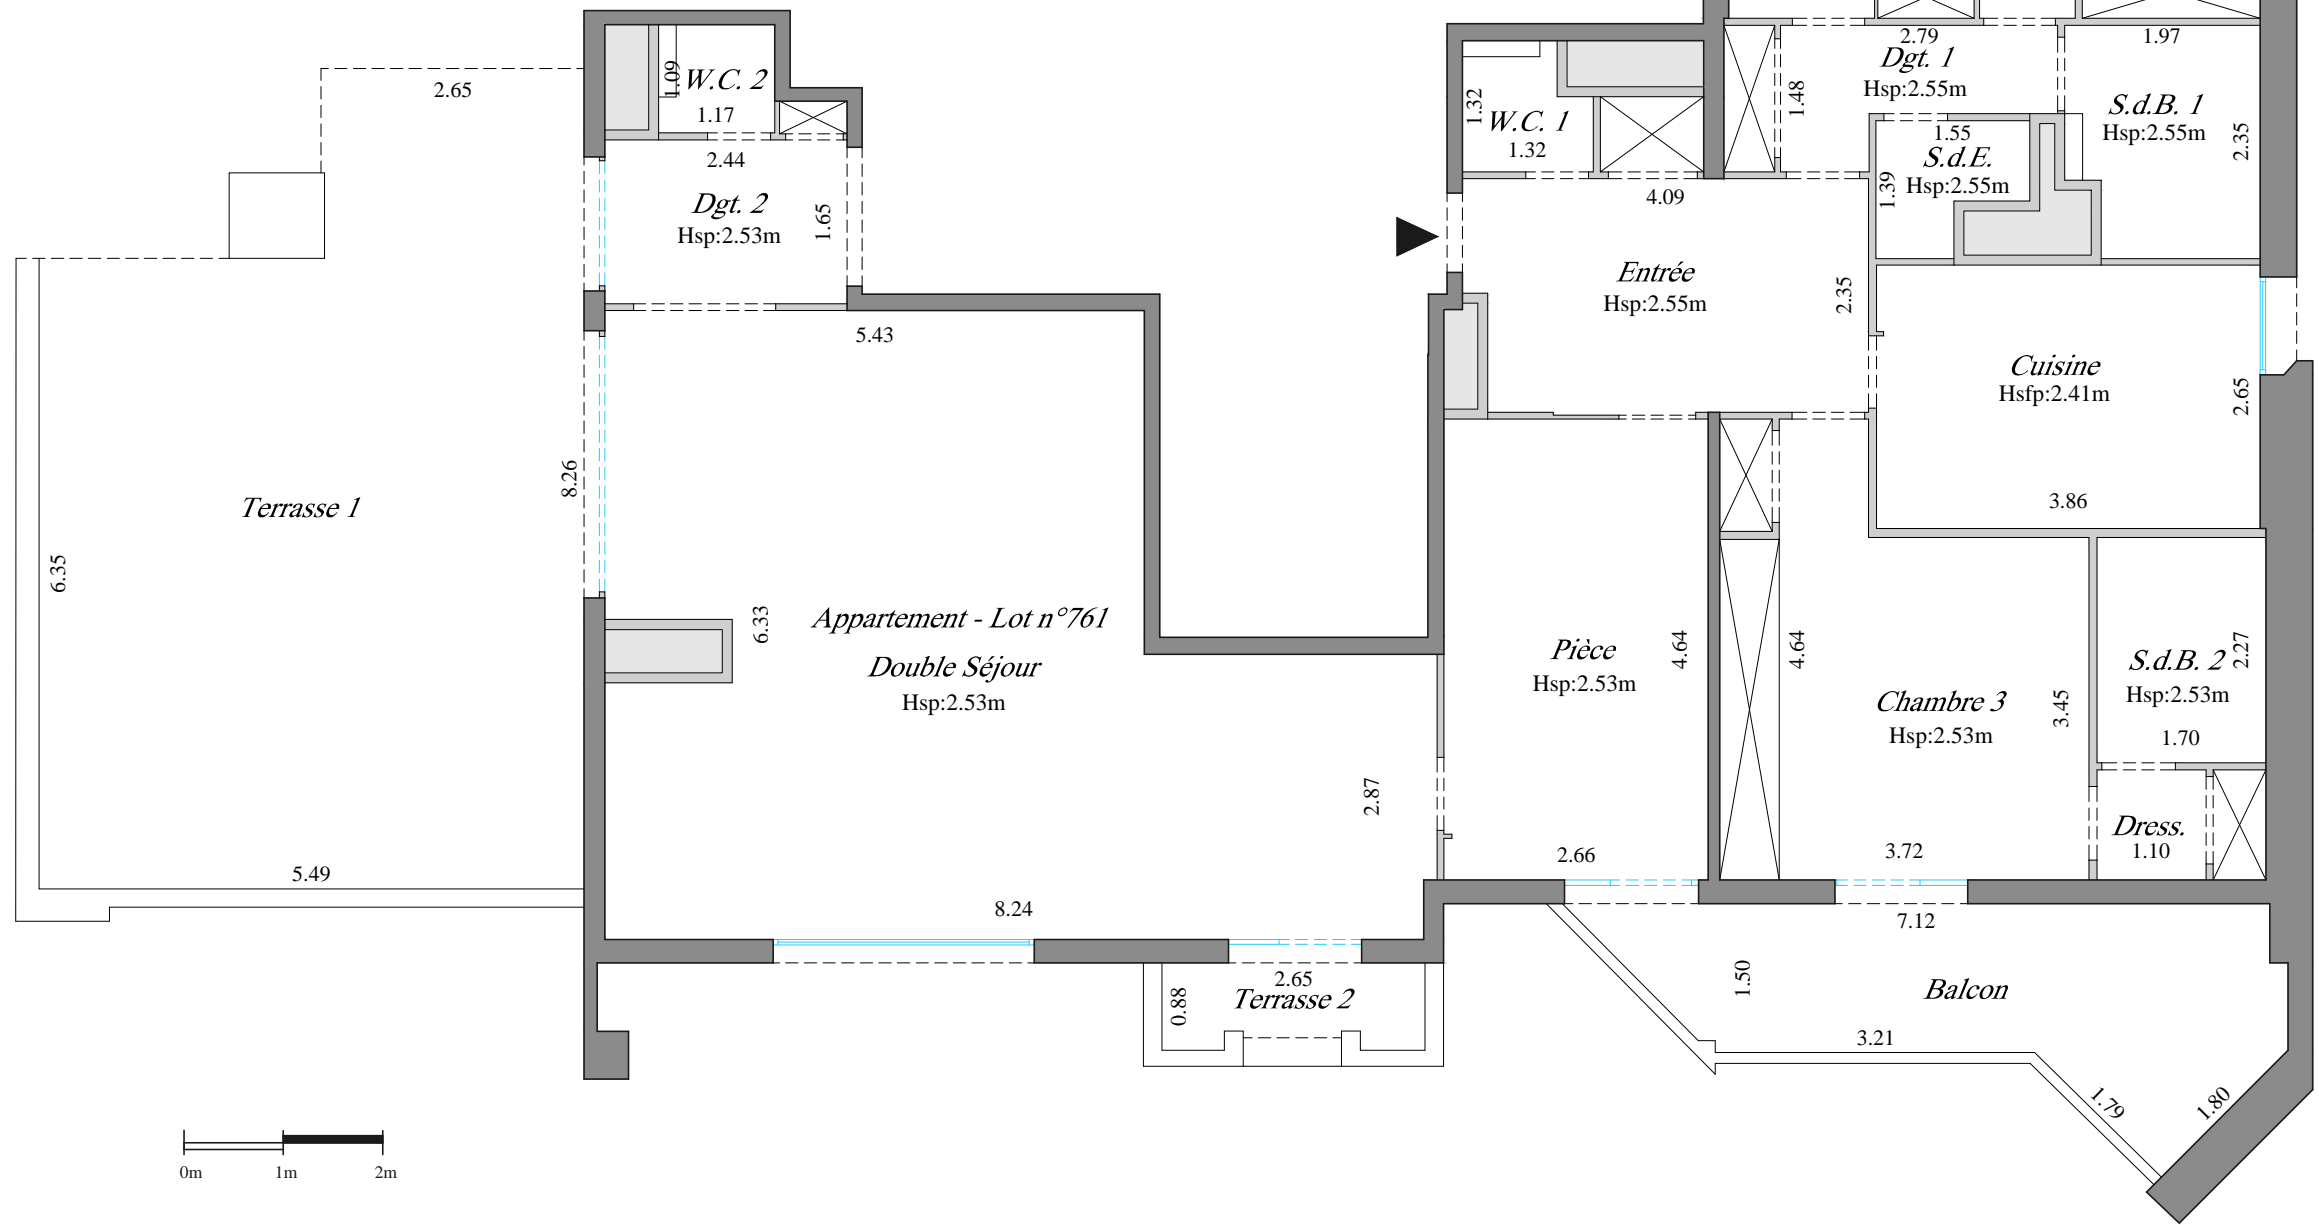 2.65
1.09
W.C. 2
1.17
2.44
Dgt. 2
Hsp:2.53m
1.65
1.32
W.C. 1
1.32
4.09
2.79
Dgt. 1
Hsp:2.55m
1.48
1.97
S.d.B. 1
Hsp:2.55m
2.35
1.55
S.d.E.
Hsp:2.55m
1.39
Entrée
Hsp:2.55m
2.35
Cuisine
Hsfp:2.41m
2.65
3.86
5.43
8.26
Terrasse 1
6.35
5.49
6.33
Appartement - Lot n°761
Double Séjour
Hsp:2.53m
2.87
8.24
Pièce
Hsp:2.53m
4.64
2.66
4.64
Chambre 3
Hsp:2.53m
3.45
3.72
S.d.B. 2
Hsp:2.53m
2.27
1.70
Dress.
1.10
2.65
Terrasse 2
0.88
7.12
1.50
Balcon
3.21
1.79
1.80
0m 1m 2m